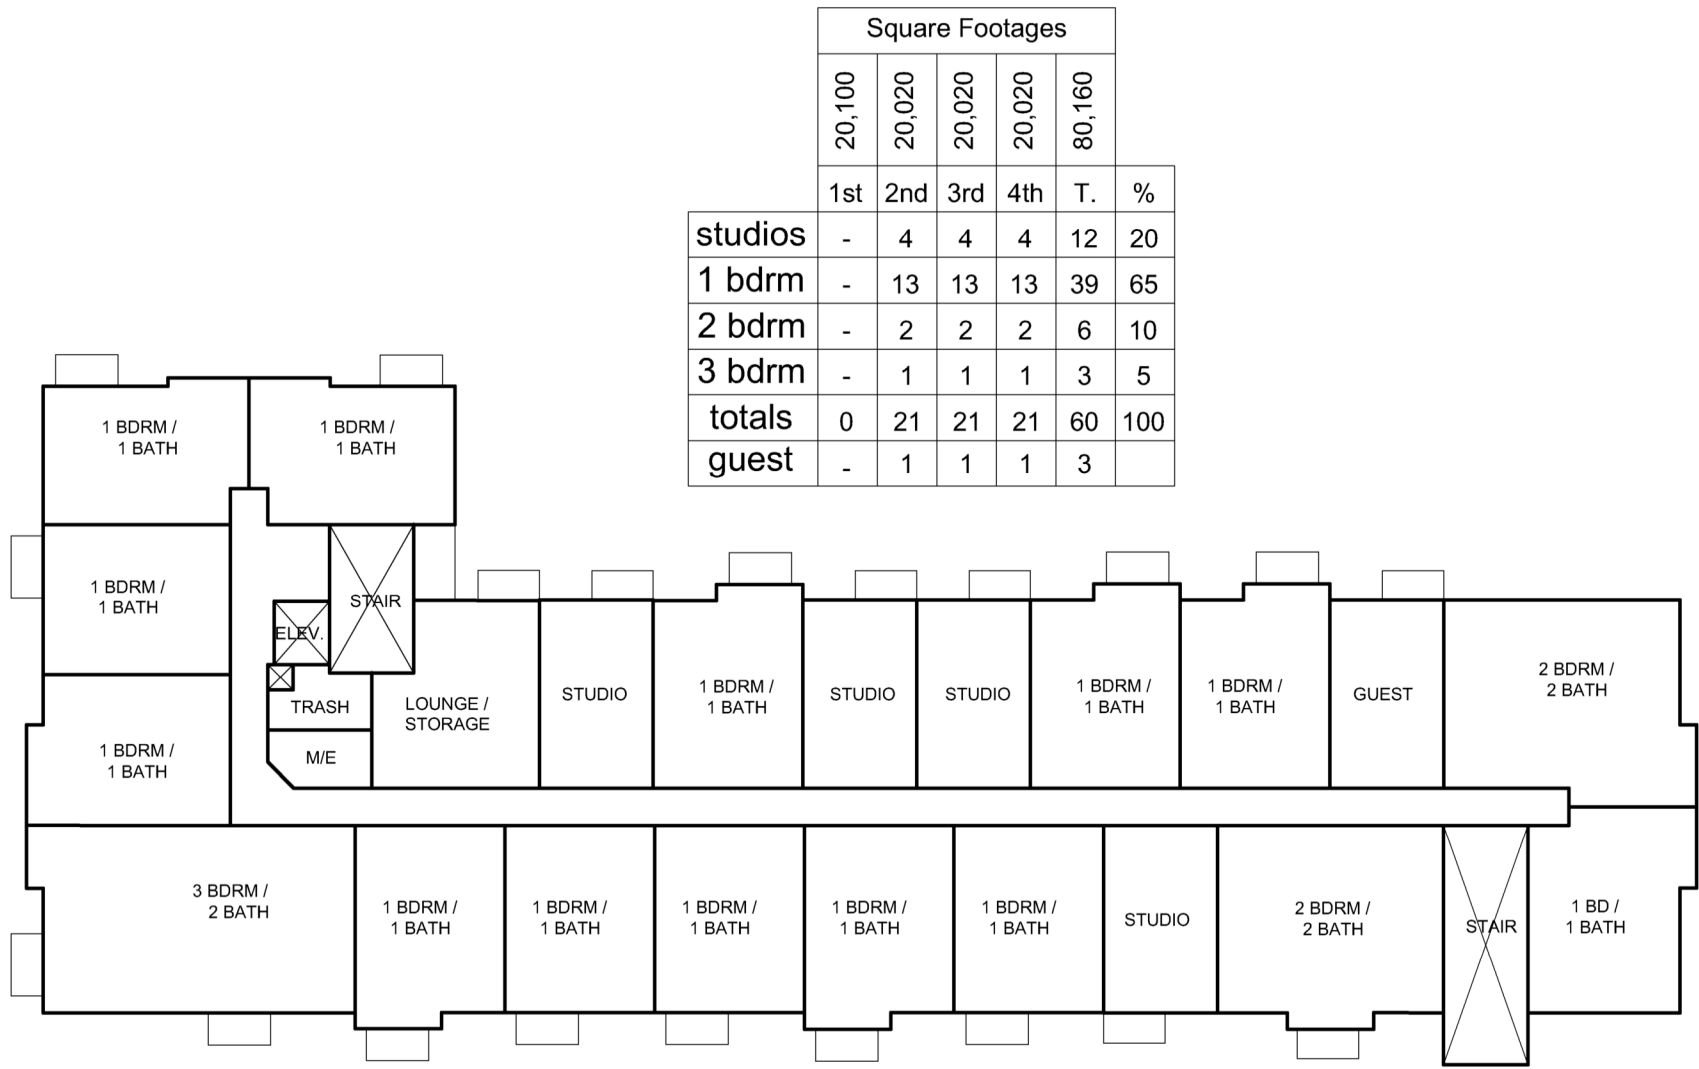 Square Footages
20,100 20,020 20,020 20,020 80,160
1st 2nd 3rd 4th T. %
studios - 4 4 4 12 20
1 bdrm - 13 13 13 39 65
2 bdrm - 2 2 2 6 10
3 bdrm - 1 1 1 3 5
totals 0 21 21 21 60 100
guest - 1 1 1 3
1 BDRM /
1 BATH
1 BDRM /
1 BATH
1 BDRM /
1 BATH
STAIR
ELEV.
TRASH
M/E
LOUNGE /
STORAGE
STUDIO
1 BDRM /
1 BATH
STUDIO
STUDIO
1 BDRM /
1 BATH
1 BDRM /
1 BATH
GUEST
2 BDRM /
2 BATH
1 BDRM /
1 BATH
3 BDRM /
2 BATH
1 BDRM /
1 BATH
1 BDRM /
1 BATH
1 BDRM /
1 BATH
1 BDRM /
1 BATH
1 BDRM /
1 BATH
STUDIO
2 BDRM /
2 BATH
STAIR
1 BD /
1 BATH